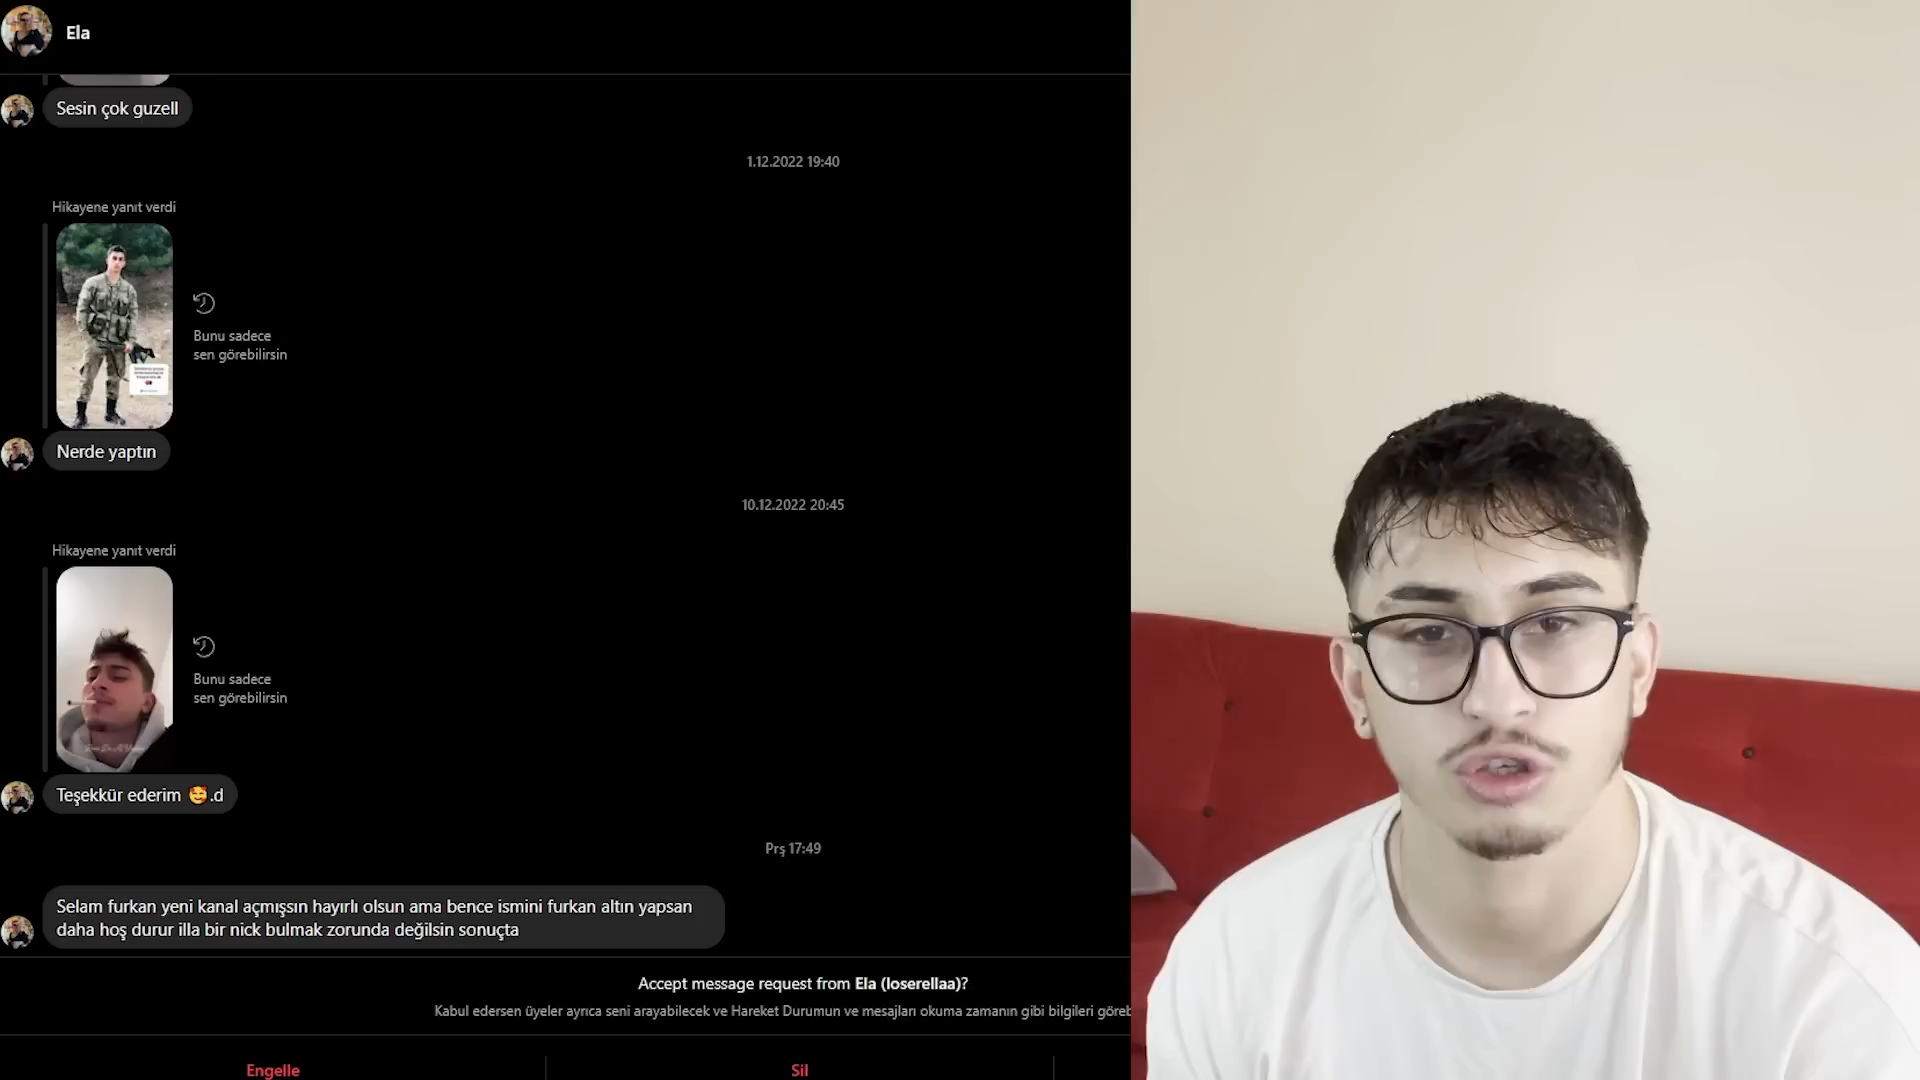 Ela
Sesin çok guzell
1.12.2022 19:40
Hikayene yanıt verdi
Bunu sadece
sen görebilirsin
Nerde yaptın
10.12.2022 20:45
Hikayene yanıt verdi
Bunu sadece
sen görebilirsin
Teşekkür ederim 🥰.d
Prş 17:49
Selam furkan yeni kanal açmışsın hayırlı olsun ama bence ismini furkan altın yapsan
daha hoş durur illa bir nick bulmak zorunda değilsin sonuçta
Accept message request from Ela (loserellaa)?
Kabul edersen üyeler ayrıca seni arayabilecek ve Hareket Durumun ve mesajları okuma zamanın gibi bilgileri göreb
Engelle
Sil